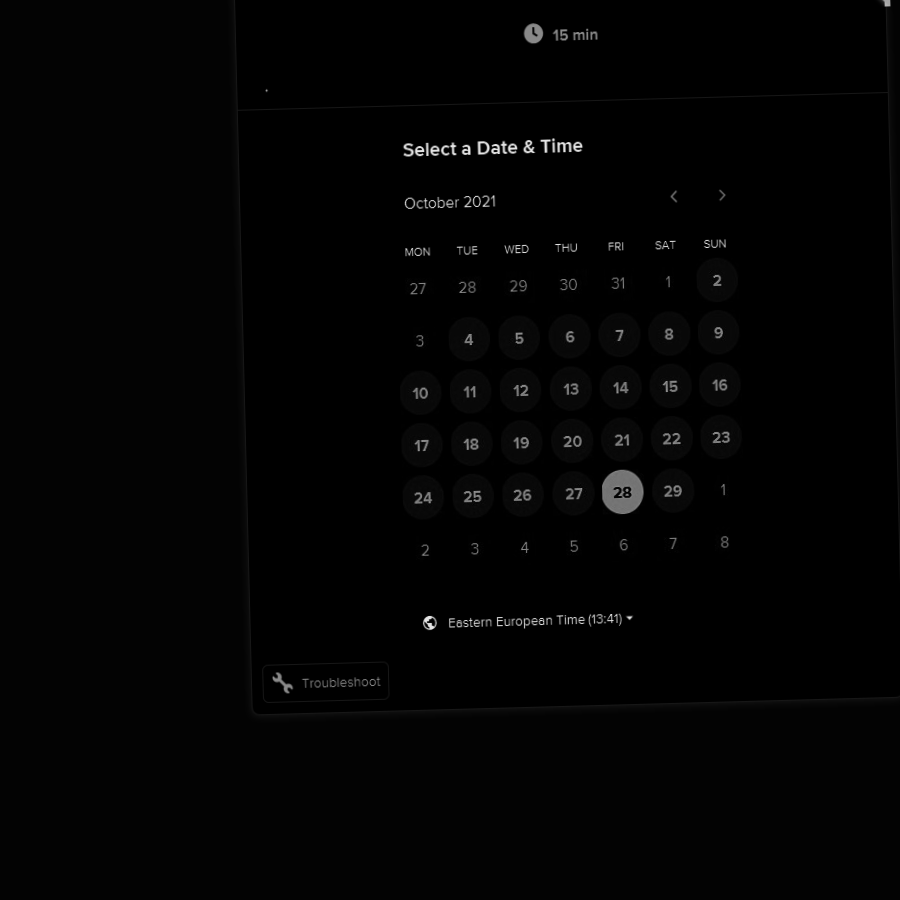 15 min
.
Select a Date & Time
October 2021
MON TUE WED THU FRI SAT SUN
27 28 29 30 31 1 2
3 4 5 6 7 8 9
10 11 12 13 14 15 16
17 18 19 20 21 22 23
24 25 26 27 28 29 1
2 3 4 5 6 7 8
Eastern European Time (13:41)
Troubleshoot